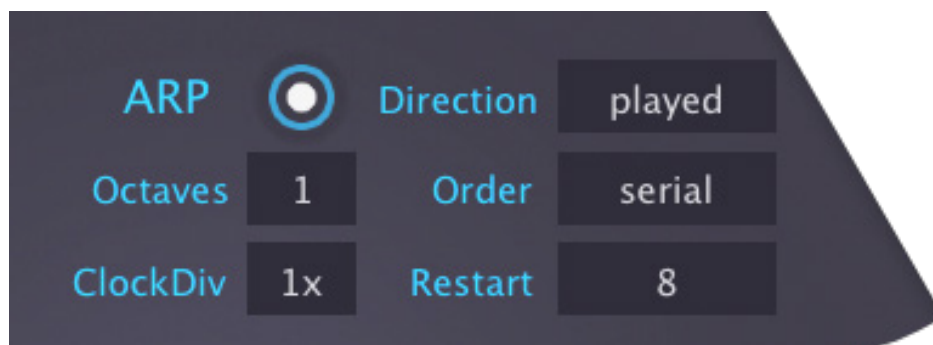 ARP Direction played
Octaves 1 Order serial
ClockDiv 1x Restart 8